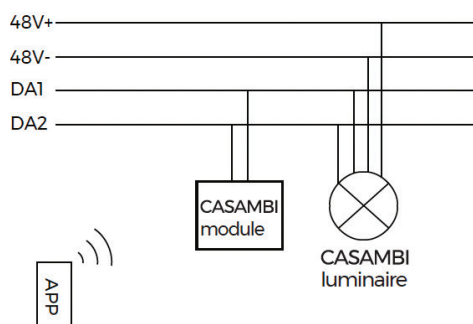 48V+
48V-
DA1
DA2
CASAMBI
module
CASAMBI
luminaire
APP